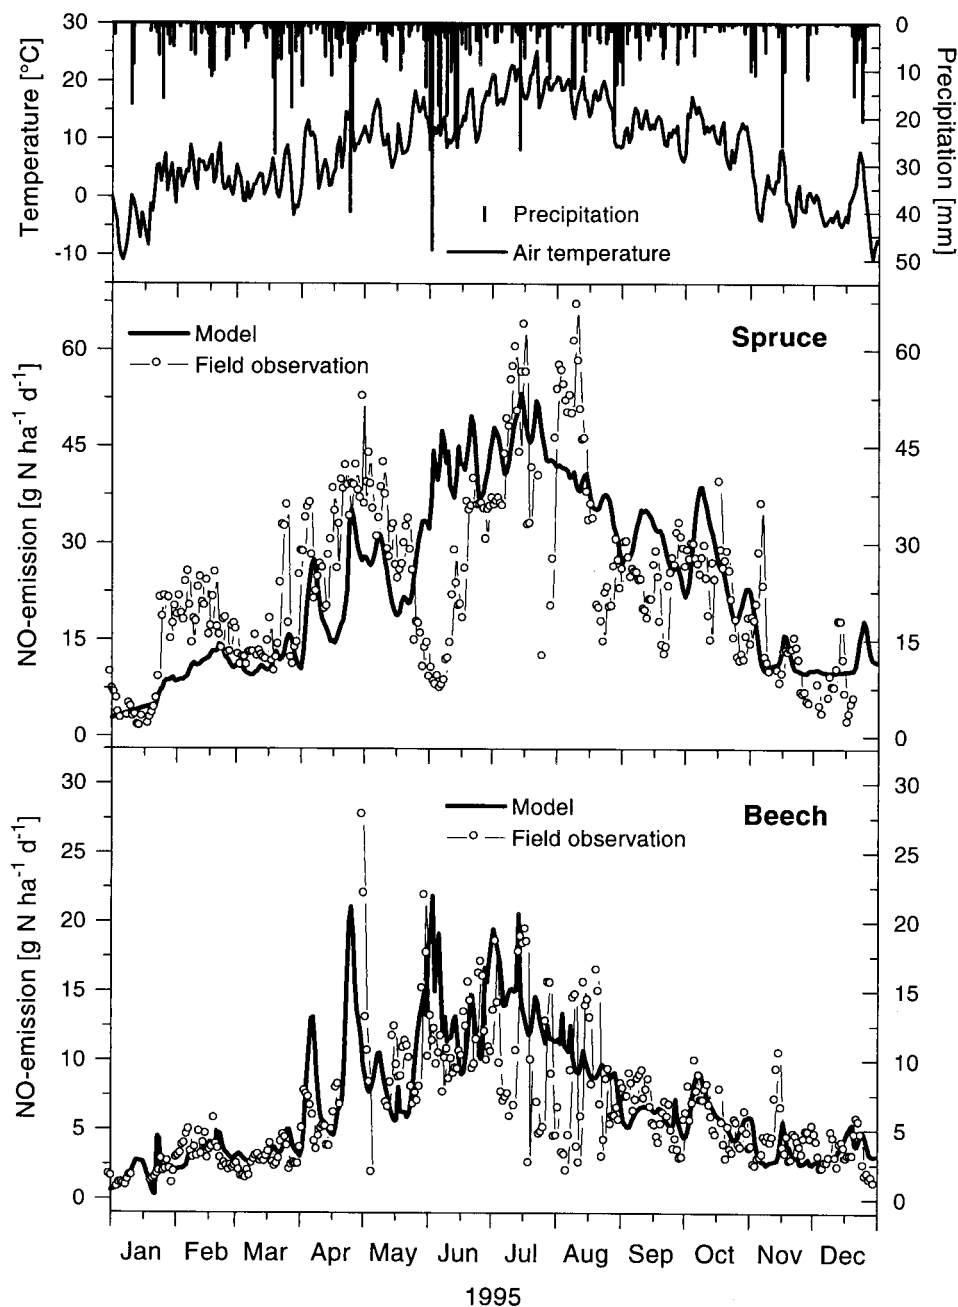 30
20
10
0
-10
Temperature [°C]
0
10
20
30
40
50
Precipitation [mm]
Precipitation
Air temperature
Spruce
Model
Field observation
60
45
30
15
0
NO-emission [g N ha⁻¹ d⁻¹]
60
45
30
15
0
Beech
Model
Field observation
30
25
20
15
10
5
0
NO-emission [g N ha⁻¹ d⁻¹]
30
25
20
15
10
5
0
Jan Feb Mar Apr May Jun Jul Aug Sep Oct Nov Dec
1995